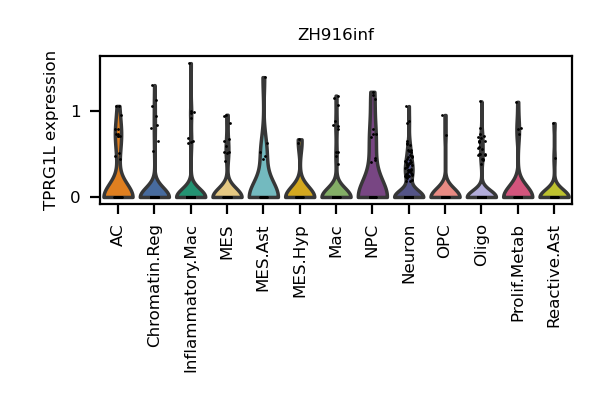 ZH916inf
TPRG1L expression
1
0
AC
Chromatin.Reg
Inflammatory.Mac
MES
MES.Ast
MES.Hyp
Mac
NPC
Neuron
OPC
Oligo
Prolif.Metab
Reactive.Ast